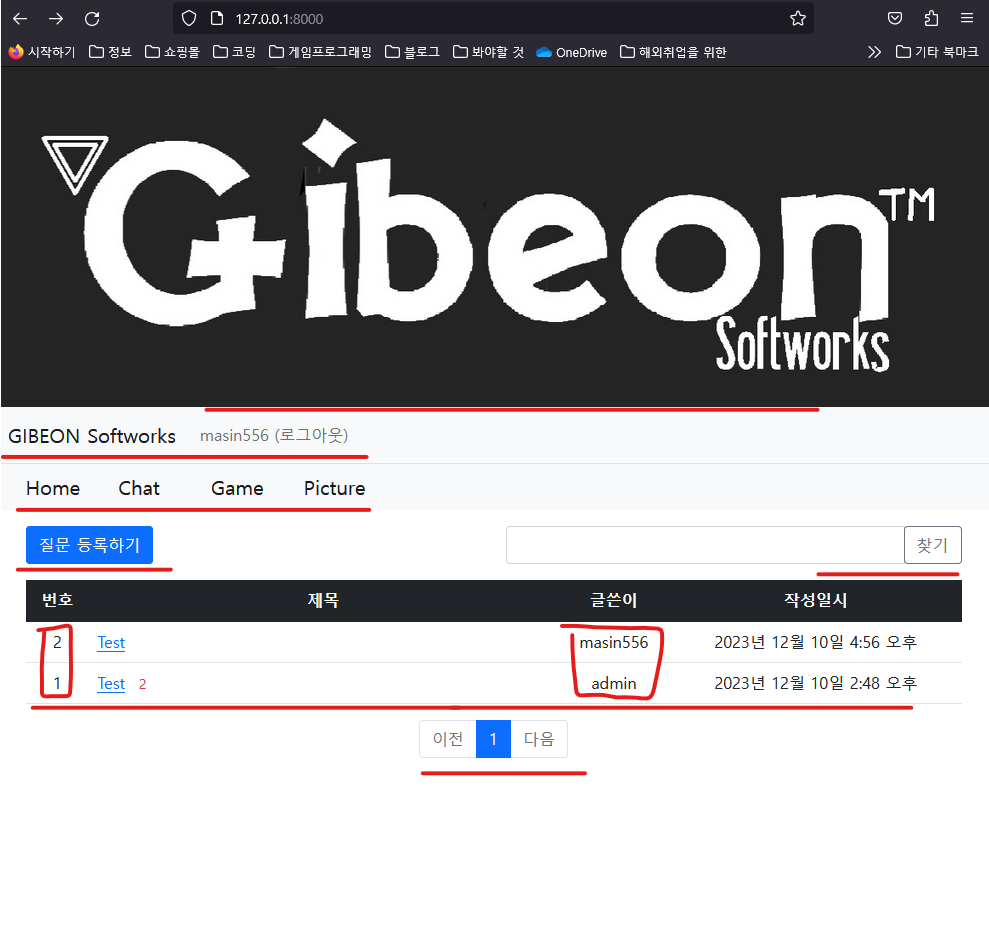 127.0.0.1:8000
시작하기 정보 쇼핑몰 코딩 게임프로그래밍 블로그 봐야할 것 OneDrive 해외취업을 위한 기타 북마크
Gibeon™
Softworks
GIBEON Softworks masin556 (로그아웃)
Home Chat Game Picture
질문 등록하기 찾기
번호 제목 글쓴이 작성일시
2 Test masin556 2023년 12월 10일 4:56 오후
1 Test 2 admin 2023년 12월 10일 2:48 오후
이전 1 다음